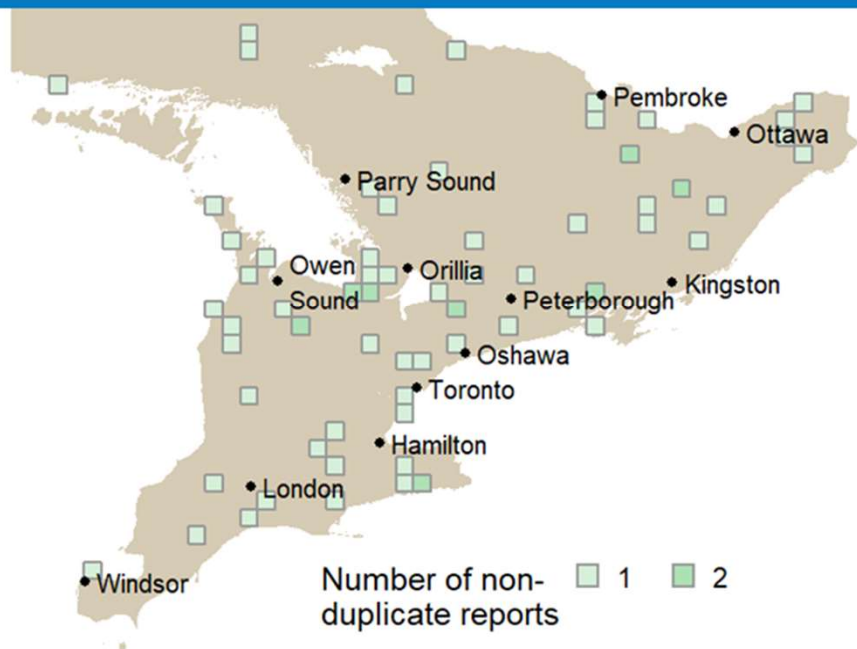 Pembroke
Ottawa
Parry Sound
Owen
Sound
Orillia
Kingston
Peterborough
Oshawa
Toronto
Hamilton
London
Windsor
Number of non-
duplicate reports
1
2